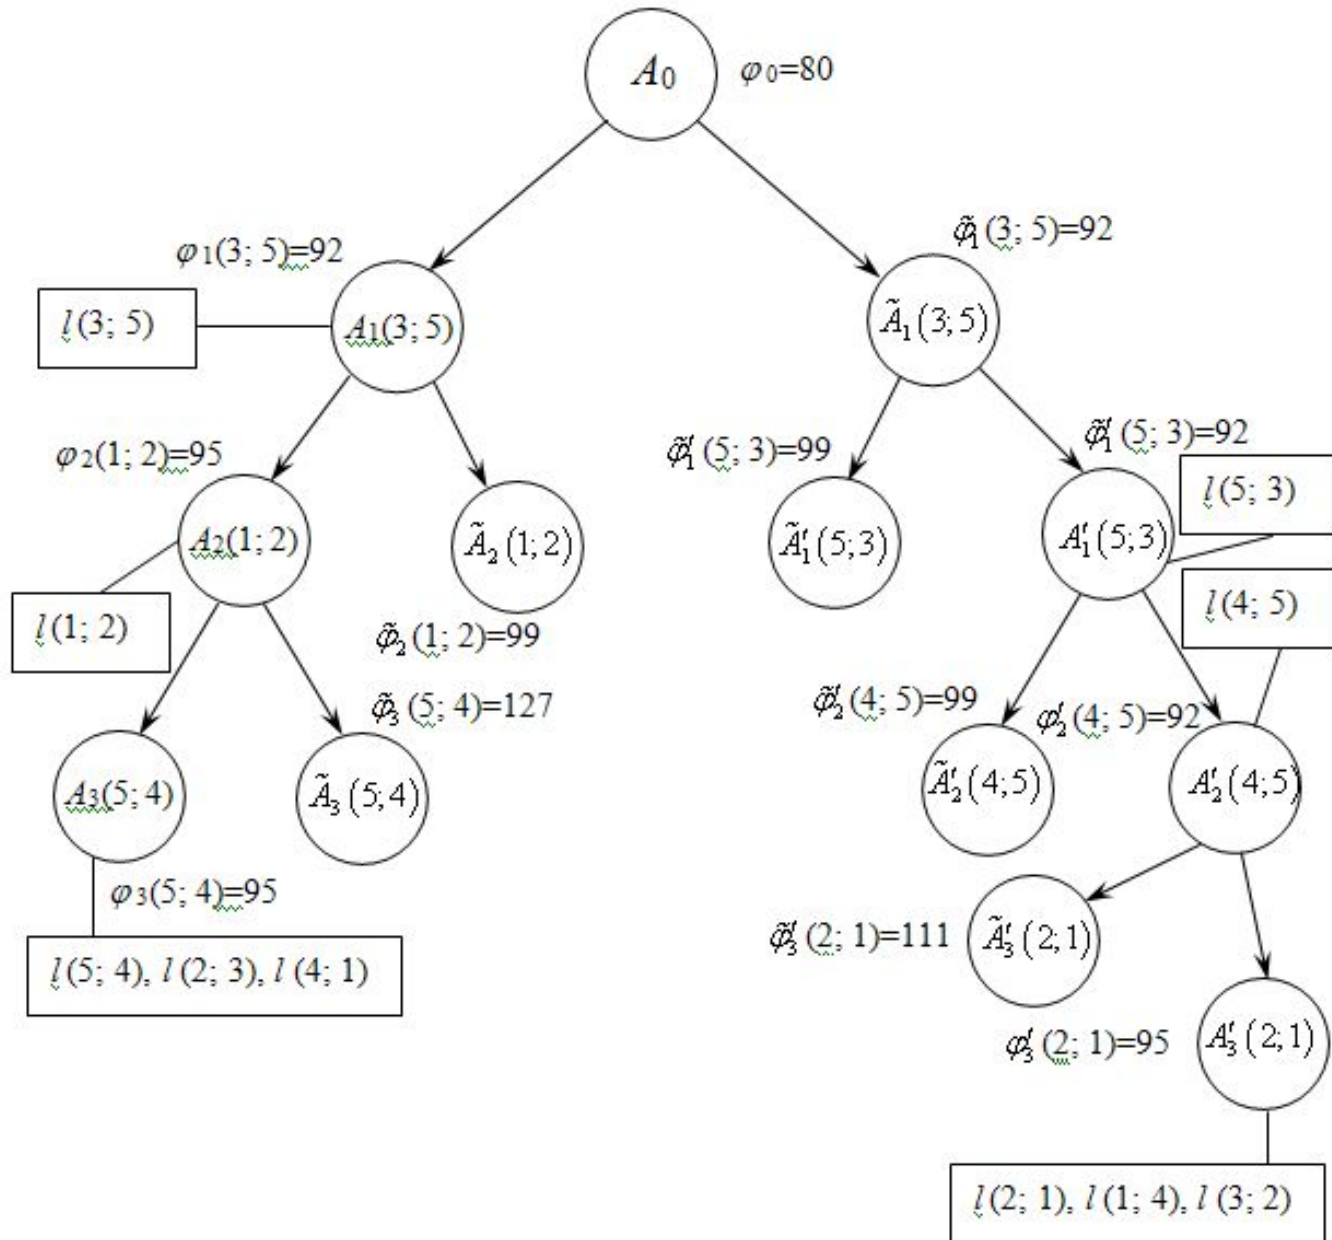 A₀ φ₀=80
φ̃₁(3; 5)=92
φ₁(3; 5)=92
l(3; 5)
A₁(3; 5)
Ã₁(3;5)
φ₂(1; 2)=95
φ̃′₁(5; 3)=99
φ̃′₁(5; 3)=92
l(5; 3)
A₂(1; 2)
Ã₂(1;2)
Ã′₁(5;3)
A′₁(5;3)
l(1; 2)
l(4; 5)
φ̃₂(1; 2)=99
φ̃₃(5; 4)=127
φ̃′₂(4; 5)=99
φ′₂(4; 5)=92
A₃(5; 4)
Ã₃(5;4)
Ã′₂(4;5)
A′₂(4;5)
φ₃(5; 4)=95
φ̃′₃(2; 1)=111
Ã′₃(2;1)
l(5; 4), l(2; 3), l(4; 1)
φ′₃(2; 1)=95
A′₃(2;1)
l(2; 1), l(1; 4), l(3; 2)